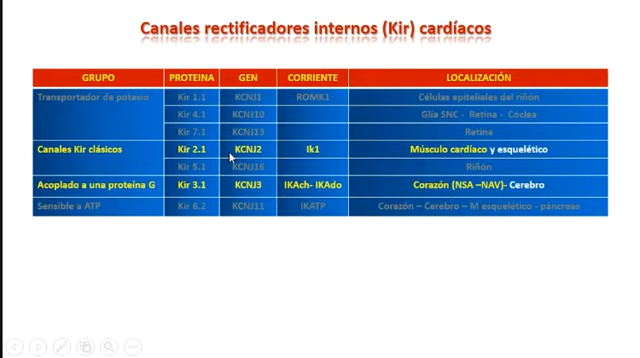 Canales rectificadores internos (Kir) cardíacos
GRUPO PROTEINA GEN CORRIENTE LOCALIZACIÓN
Transportador de potasio Kir 1.1 KCNJ1 ROMK1 Células epiteliales del riñón
Kir 4.1 KCNJ10 Glía SNC - Retina - Cóclea
Kir 7.1 KCNJ13 Retina
Canales Kir clásicos Kir 2.1 KCNJ2 Ik1 Músculo cardíaco y esquelético
Kir 5.1 KCNJ16 Riñón
Acoplado a una proteína G Kir 3.1 KCNJ3 IKAch- IKAdo Corazón (NSA –NAV)- Cerebro
Sensible a ATP Kir 6.2 KCNJ11 IKATP Corazón – Cerebro – M esquelético - páncreas